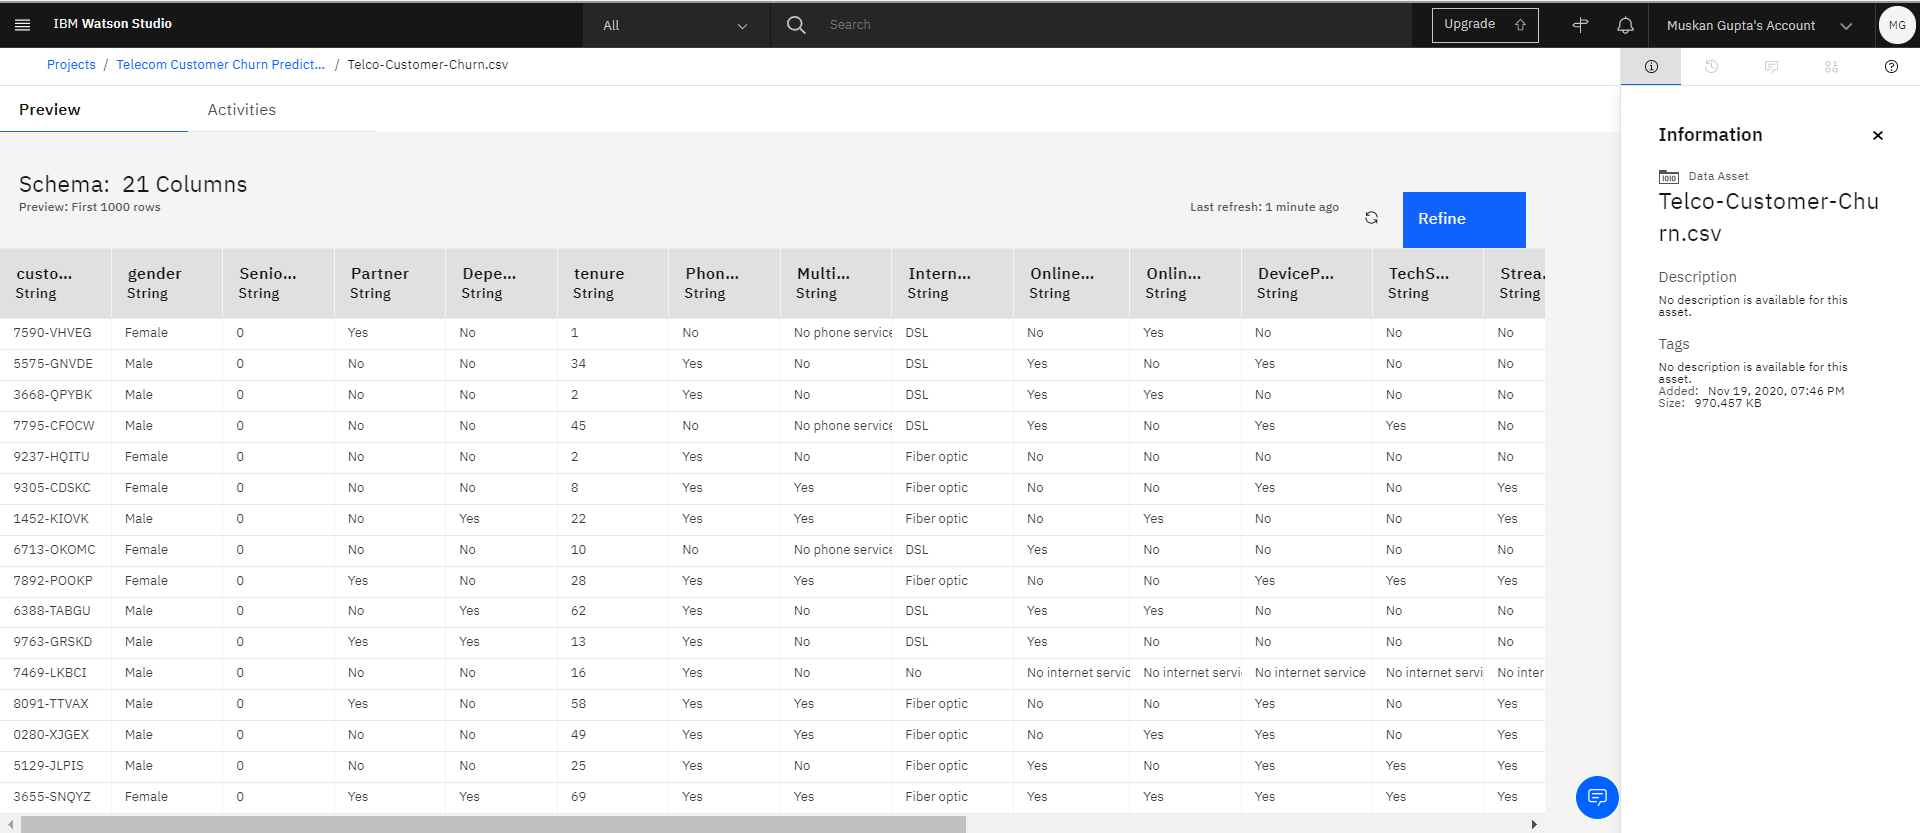 IBM Watson Studio All Search Upgrade Muskan Gupta's Account MG
Projects / Telecom Customer Churn Predict... / Telco-Customer-Churn.csv
Preview Activities
Information
Data Asset
Telco-Customer-Chu
rn.csv
Description
No description is available for this
asset.
Tags
No description is available for this
asset.
Added: Nov 19, 2020, 07:46 PM
Size: 970.457 KB
Schema: 21 Columns
Preview: First 1000 rows
Last refresh: 1 minute ago
Refine
custo... gender Senio... Partner Depe... tenure Phon... Multi... Intern... Online... Onlin... DeviceP... TechS... Strea.
String String String String String String String String String String String String String String
7590-VHVEG Female 0 Yes No 1 No No phone service DSL No Yes No No No
5575-GNVDE Male 0 No No 34 Yes No DSL Yes No Yes No No
3668-QPYBK Male 0 No No 2 Yes No DSL Yes Yes No No No
7795-CFOCW Male 0 No No 45 No No phone service DSL Yes No Yes Yes No
9237-HQITU Female 0 No No 2 Yes No Fiber optic No No No No No
9305-CDSKC Female 0 No No 8 Yes Yes Fiber optic No No Yes No Yes
1452-KIOVK Male 0 No Yes 22 Yes Yes Fiber optic No Yes No No Yes
6713-OKOMC Female 0 No No 10 No No phone service DSL Yes No No No No
7892-POOKP Female 0 Yes No 28 Yes Yes Fiber optic No No Yes Yes Yes
6388-TABGU Male 0 No Yes 62 Yes No DSL Yes Yes No No No
9763-GRSKD Male 0 Yes Yes 13 Yes No DSL Yes No No No No
7469-LKBCI Male 0 No No 16 Yes No No No internet servic No internet servi No internet service No internet servi No inter
8091-TTVAX Male 0 Yes No 58 Yes Yes Fiber optic No No Yes No Yes
0280-XJGEX Male 0 No No 49 Yes Yes Fiber optic No Yes Yes No Yes
5129-JLPIS Male 0 No No 25 Yes No Fiber optic Yes No Yes Yes Yes
3655-SNQYZ Female 0 Yes Yes 69 Yes Yes Fiber optic Yes Yes Yes Yes Yes